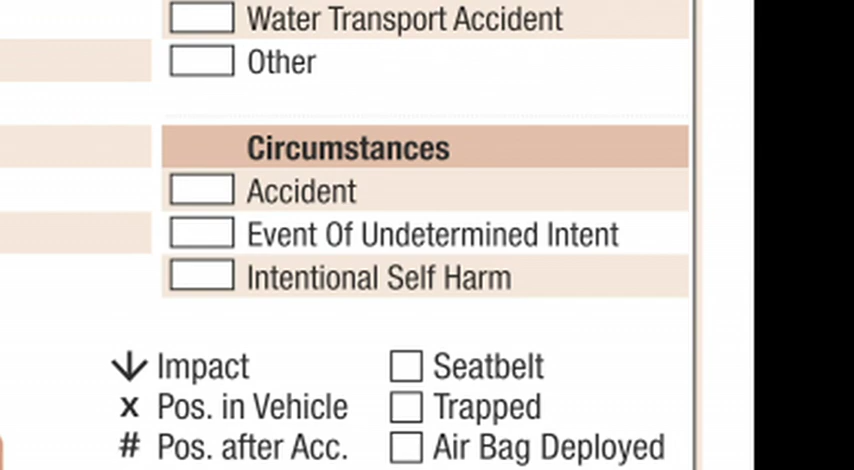 Water Transport Accident
Other
Circumstances
Accident
Event Of Undetermined Intent
Intentional Self Harm
↓ Impact
x Pos. in Vehicle
# Pos. after Acc.
Seatbelt
Trapped
Air Bag Deployed